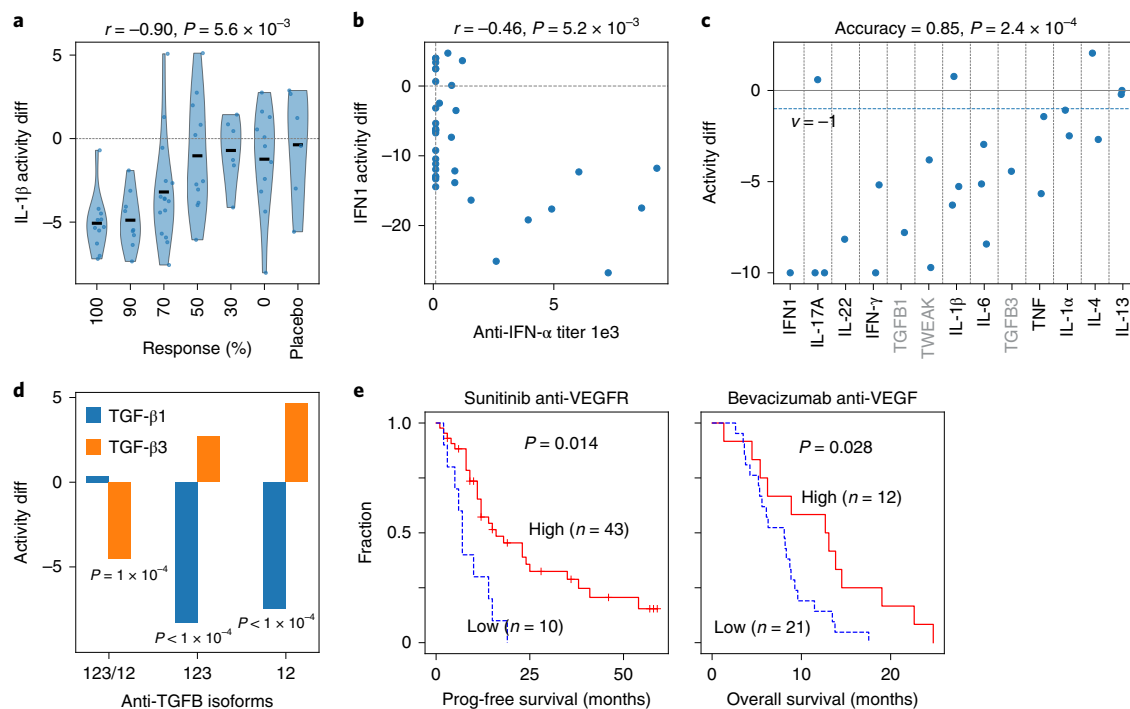 a
r = −0.90, P = 5.6 × 10⁻³
IL-1β activity diff
5
0
−5
100
90
70
50
30
0
Placebo
Response (%)
b
r = −0.46, P = 5.2 × 10⁻³
IFN1 activity diff
0
−10
−20
0
5
Anti-IFN-α titer 1e3
c
Accuracy = 0.85, P = 2.4 × 10⁻⁴
Activity diff
0
−5
−10
v = −1
IFN1
IL-17A
IL-22
IFN-γ
TGFB1
TWEAK
IL-1β
IL-6
TGFB3
TNF
IL-1α
IL-4
IL-13
d
Activity diff
5
0
−5
TGF-β1
TGF-β3
P = 1 × 10⁻⁴
P < 1 × 10⁻⁴
P < 1 × 10⁻⁴
123/12
123
12
Anti-TGFB isoforms
e
Sunitinib anti-VEGFR
Fraction
1.0
0.5
0
P = 0.014
High (n = 43)
Low (n = 10)
0
25
50
Prog-free survival (months)
Bevacizumab anti-VEGF
P = 0.028
High (n = 12)
Low (n = 21)
0
10
20
Overall survival (months)